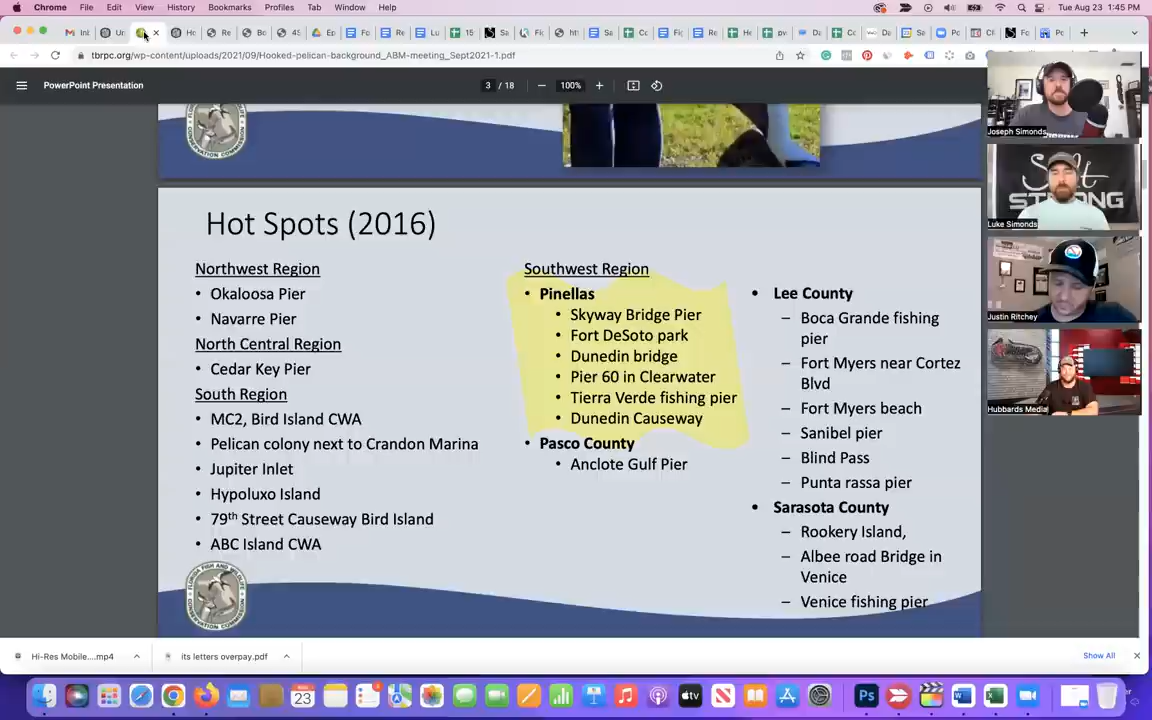 Chrome File Edit View History Bookmarks Profiles Tab Window Help Tue Aug 23 1:45 PM
tbrpc.org/wp-content/uploads/2021/09/Hooked-pelican-background_ABM-meeting_Sept2021-1.pdf
PowerPoint Presentation
3 / 18
100%
Hot Spots (2016)
Northwest Region
• Okaloosa Pier
• Navarre Pier
North Central Region
• Cedar Key Pier
South Region
• MC2, Bird Island CWA
• Pelican colony next to Crandon Marina
• Jupiter Inlet
• Hypoluxo Island
• 79th Street Causeway Bird Island
• ABC Island CWA
Southwest Region
• Pinellas
• Skyway Bridge Pier
• Fort DeSoto park
• Dunedin bridge
• Pier 60 in Clearwater
• Tierra Verde fishing pier
• Dunedin Causeway
• Pasco County
• Anclote Gulf Pier
• Lee County
– Boca Grande fishing
pier
– Fort Myers near Cortez
Blvd
– Fort Myers beach
– Sanibel pier
– Blind Pass
– Punta rassa pier
• Sarasota County
– Rookery Island,
– Albee road Bridge in
Venice
– Venice fishing pier
Joseph Simonds
Salt
STRONG
Luke Simonds
Justin Ritchey
Hubbards Media
Hi-Res Mobile....mp4
its letters overpay.pdf
Show All
AUG
23
tv
Ps